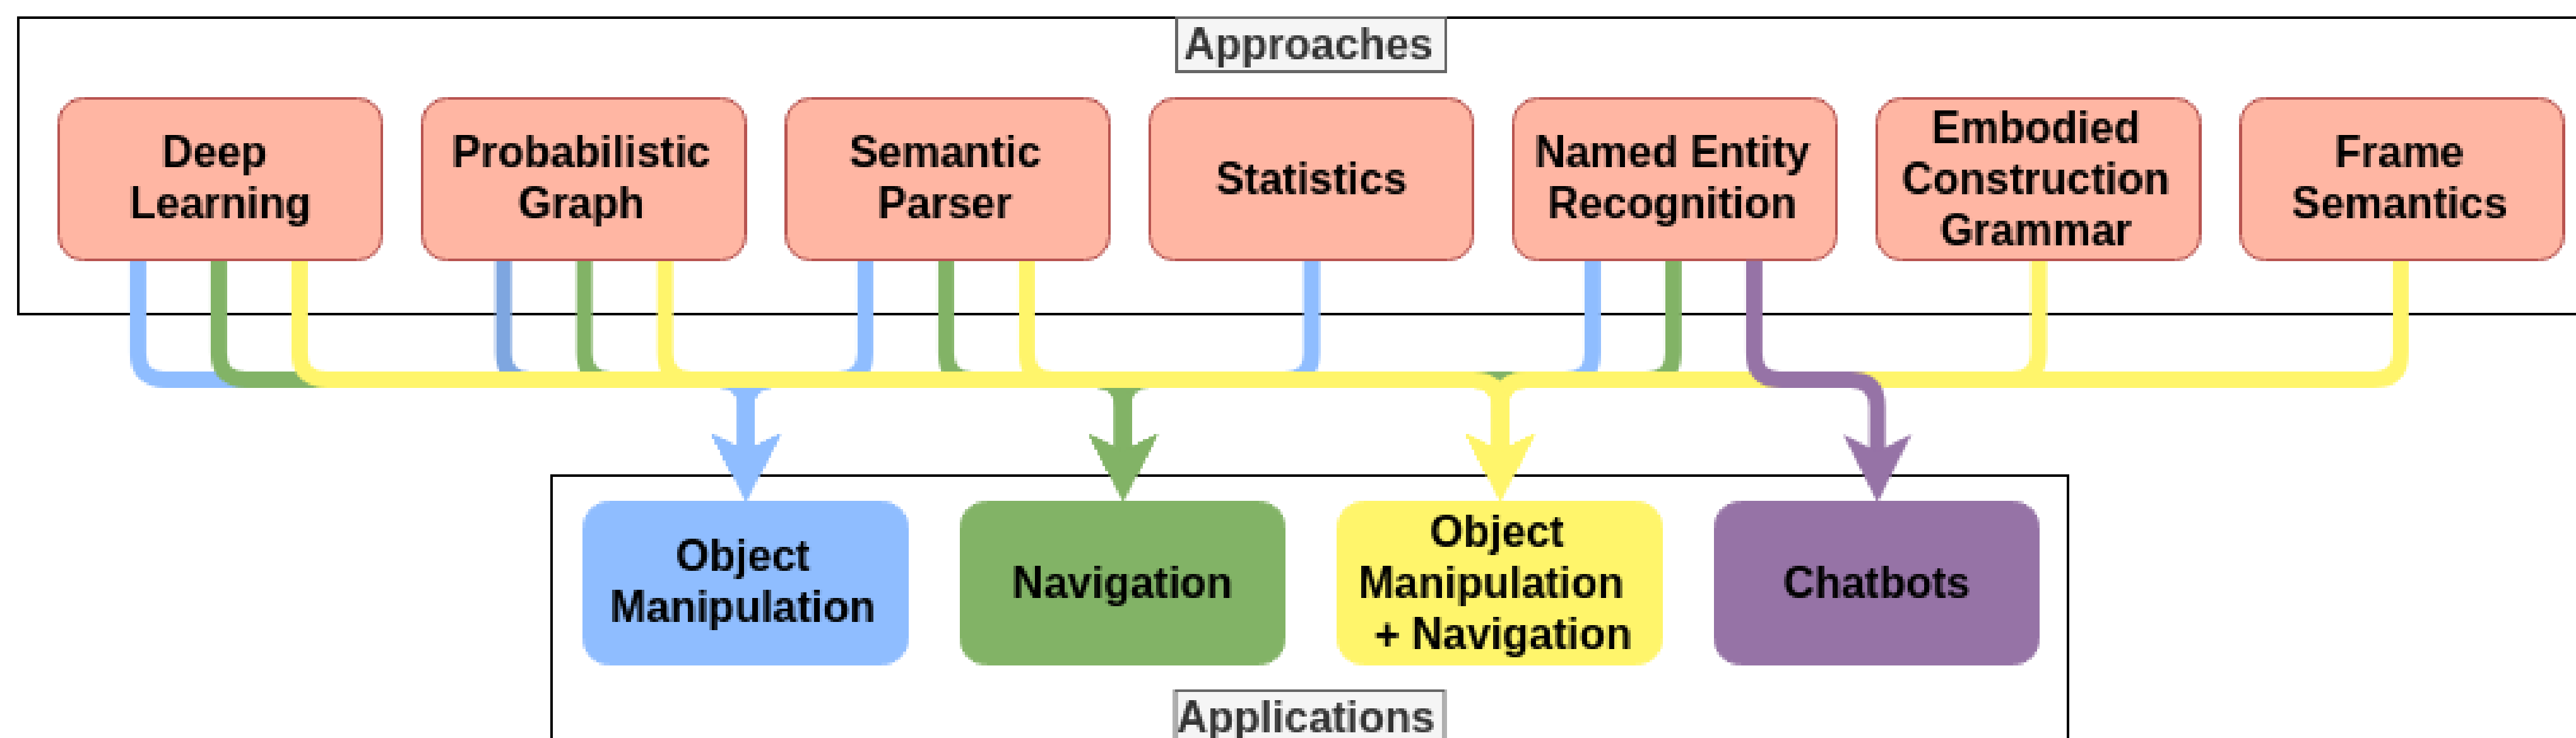 Approaches
Deep
Learning
Probabilistic
Graph
Semantic
Parser
Statistics
Named Entity
Recognition
Embodied
Construction
Grammar
Frame
Semantics
Object
Manipulation
Navigation
Object
Manipulation
+ Navigation
Chatbots
Applications